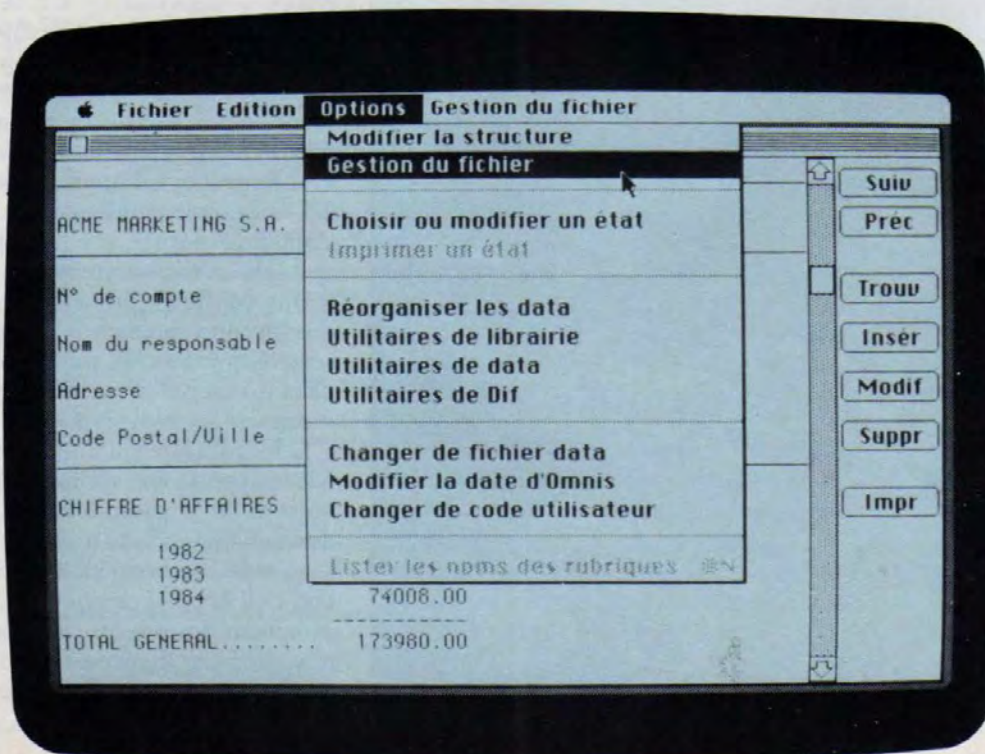 Fichier Edition Options Gestion du fichier
Modifier la structure
Gestion du fichier
Choisir ou modifier un état
Imprimer un état
Réorganiser les data
Utilitaires de librairie
Utilitaires de data
Utilitaires de Dif
Changer de fichier data
Modifier la date d'Omnis
Changer de code utilisateur
Lister les noms des rubriques ⌘N
ACME MARKETING S.A.
N° de compte
Nom du responsable
Adresse
Code Postal/Ville
CHIFFRE D'AFFAIRES
1982
1983
1984 74008.00
-----------
TOTAL GENERAL........ 173980.00
Suiv
Préc
Trouv
Insér
Modif
Suppr
Impr